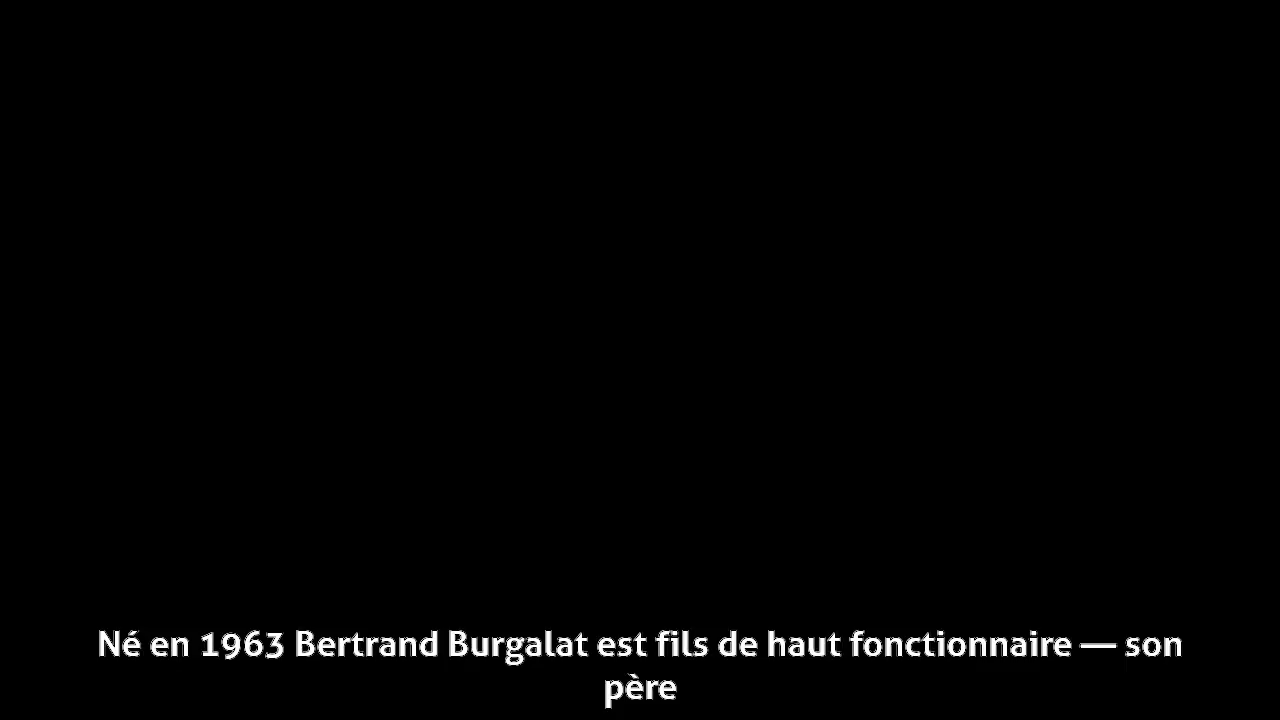 Né en 1963 Bertrand Burgalat est fils de haut fonctionnaire — son
père